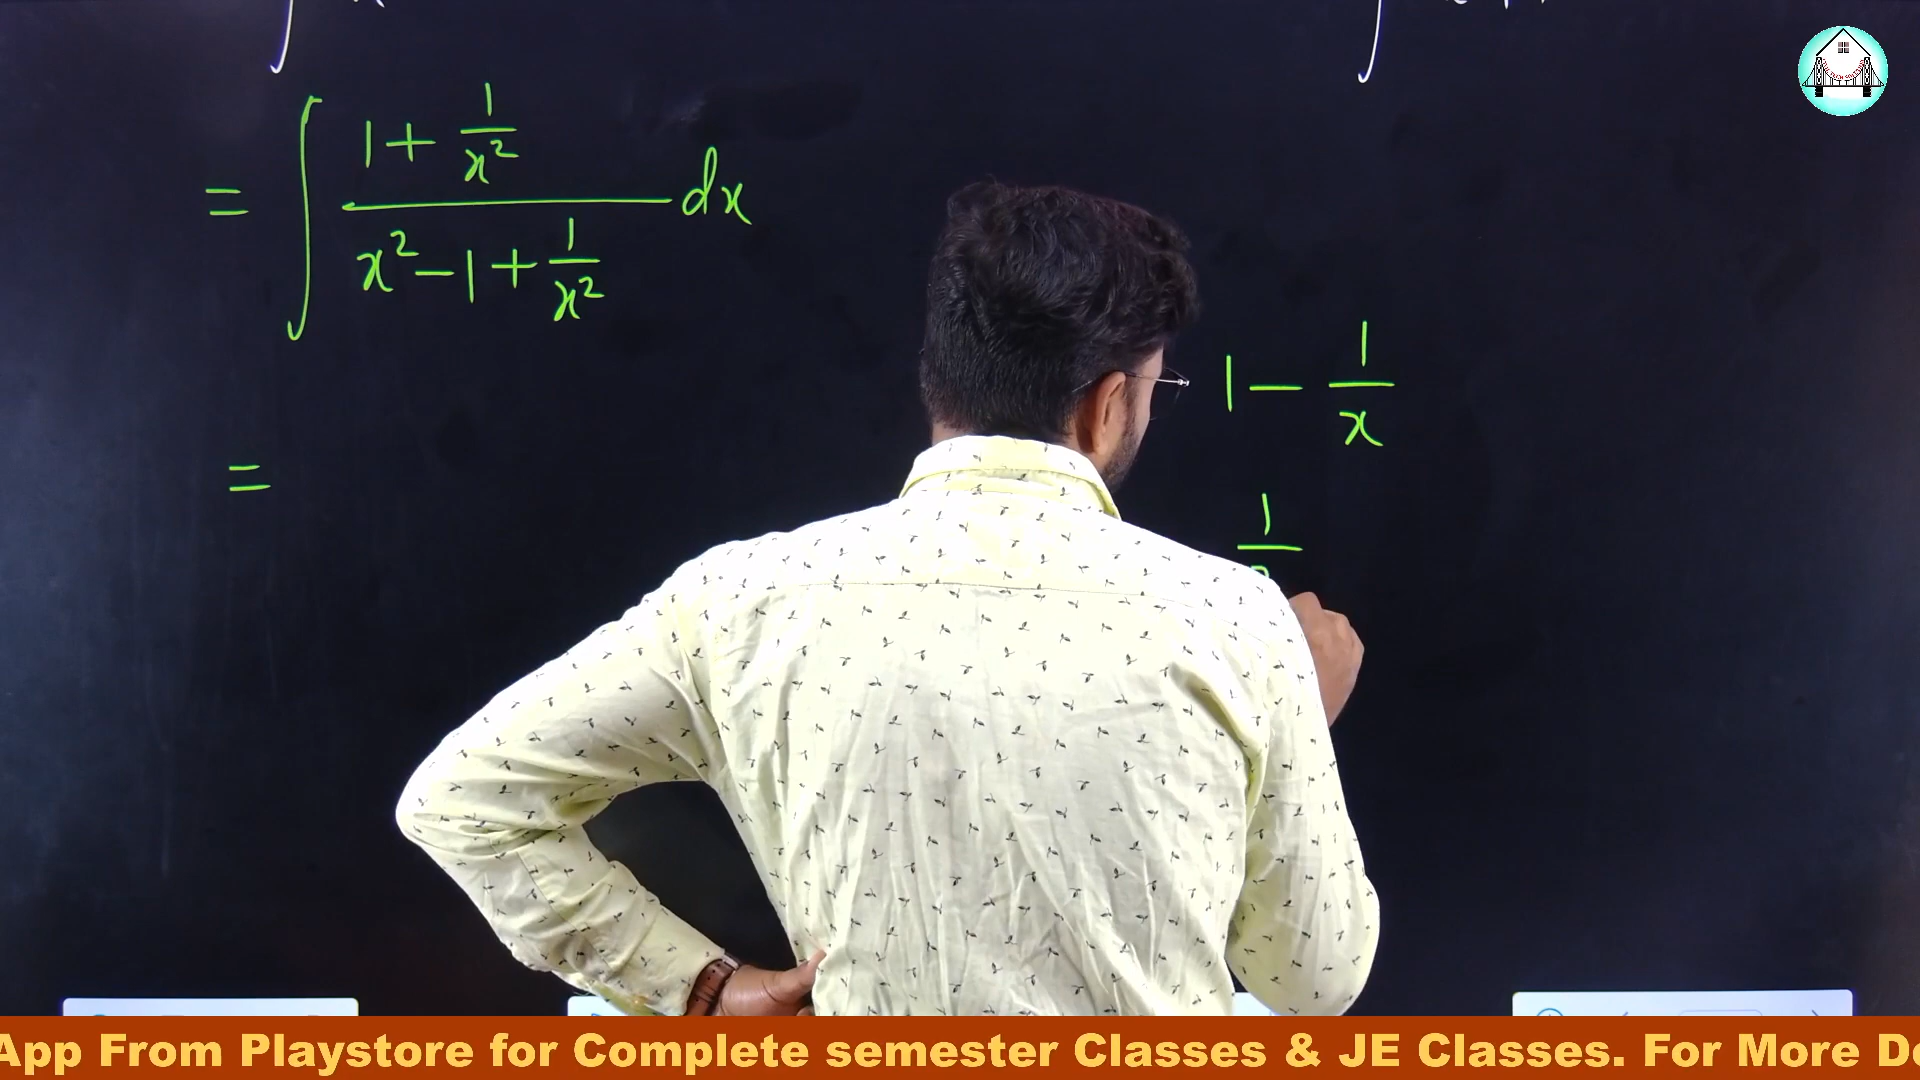 = ∫ (1 + 1/x²) / (x² - 1 + 1/x²) dx
1 - 1/x
=
App From Playstore for Complete semester Classes & JE Classes. For More De